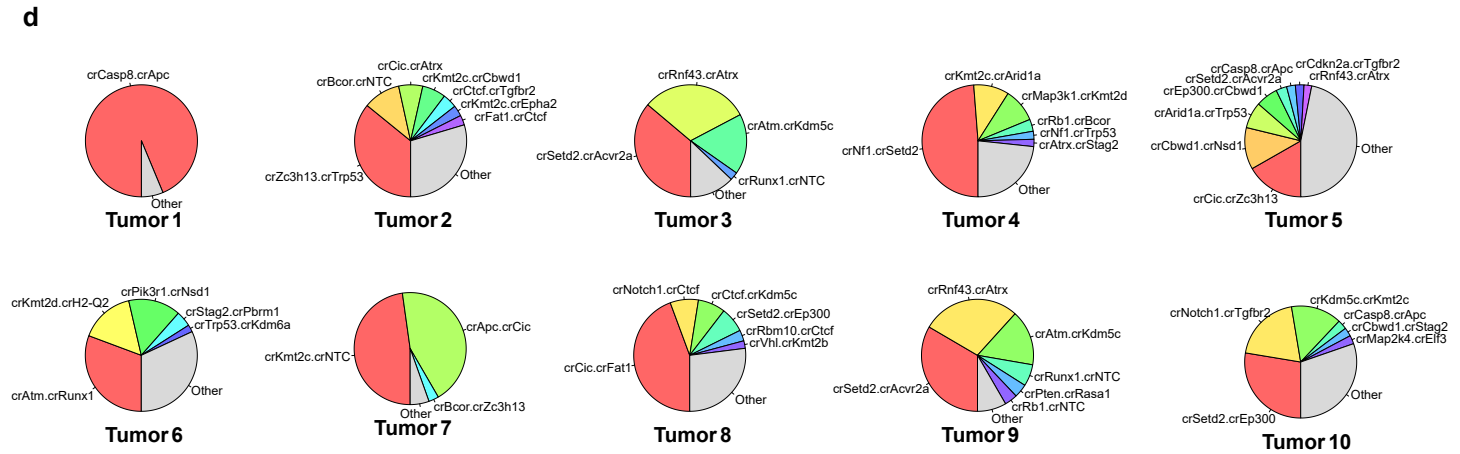 d
crCasp8.crApc
Other
Tumor 1
crCic.crAtrx
crBcor.crNTC
crKmt2c.crCbwd1
crCtcf.crTgfbr2
crKmt2c.crEpha2
crFat1.crCtcf
crZc3h13.crTrp53
Other
Tumor 2
crRnf43.crAtrx
crAtm.crKdm5c
crSetd2.crAcvr2a
crRunx1.crNTC
Other
Tumor 3
crKmt2c.crArid1a
crMap3k1.crKmt2d
crRb1.crBcor
crNf1.crTrp53
crAtrx.crStag2
crNf1.crSetd2
Other
Tumor 4
crCdkn2a.crTgfbr2
crCasp8.crApc
crRnf43.crAtrx
crSetd2.crAcvr2a
crEp300.crCbwd1
crArid1a.crTrp53
crCbwd1.crNsd1
Other
crCic.crZc3h13
Tumor 5
crPik3r1.crNsd1
crKmt2d.crH2-Q2
crStag2.crPbrm1
crTrp53.crKdm6a
crAtm.crRunx1
Other
Tumor 6
crApc.crCic
crKmt2c.crNTC
crBcor.crZc3h13
Other
Tumor 7
crNotch1.crCtcf
crCtcf.crKdm5c
crSetd2.crEp300
crRbm10.crCtcf
crVhl.crKmt2b
crCic.crFat1
Other
Tumor 8
crRnf43.crAtrx
crAtm.crKdm5c
crRunx1.crNTC
crSetd2.crAcvr2a
crPten.crRasa1
crRb1.crNTC
Other
Tumor 9
crKdm5c.crKmt2c
crNotch1.crTgfbr2
crCasp8.crApc
crCbwd1.crStag2
crMap2k4.crElf3
Other
crSetd2.crEp300
Tumor 10